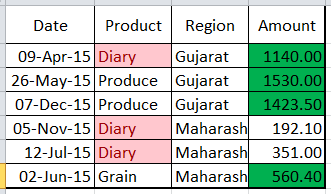 Date Product Region Amount
09-Apr-15 Diary Gujarat 1140.00
26-May-15 Produce Gujarat 1530.00
07-Dec-15 Produce Gujarat 1423.50
05-Nov-15 Diary Maharash 192.10
12-Jul-15 Diary Maharash 351.00
02-Jun-15 Grain Maharash 560.40